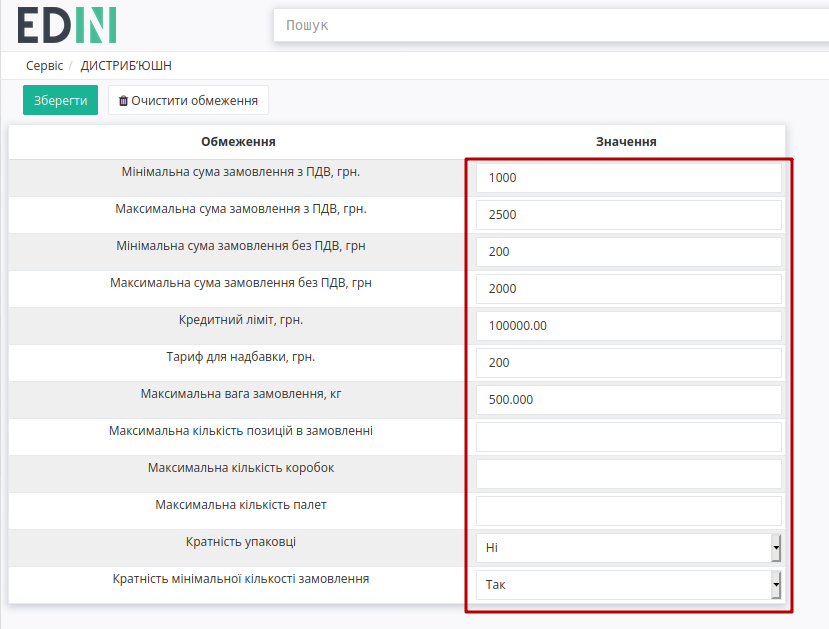 EDIN
Пошук
Сервіс / ДИСТРИБ'ЮШН
Зберегти Очистити обмеження
Обмеження Значення
Мінімальна сума замовлення з ПДВ, грн. 1000
Максимальна сума замовлення з ПДВ, грн. 2500
Мінімальна сума замовлення без ПДВ, грн 200
Максимальна сума замовлення без ПДВ, грн 2000
Кредитний ліміт, грн. 100000.00
Тариф для надбавки, грн. 200
Максимальна вага замовлення, кг 500.000
Максимальна кількість позицій в замовленні
Максимальна кількість коробок
Максимальна кількість палет
Кратність упаковці Ні
Кратність мінімальної кількості замовлення Так